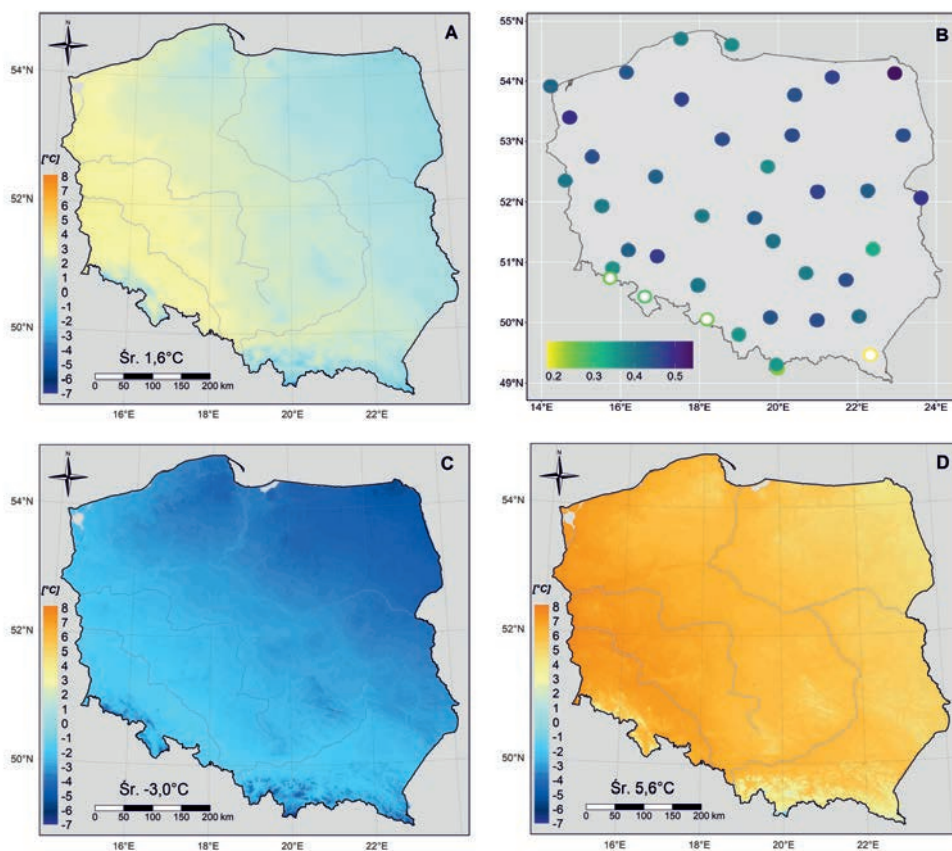 A
54°N
52°N
50°N
[°C]
8
7
6
5
4
3
2
1
0
-1
-2
-3
-4
-5
-6
-7
Śr. 1,6°C
0 50 100 150 200 km
16°E 18°E 20°E 22°E
B
55°N
54°N
53°N
52°N
51°N
50°N
49°N
0.2 0.3 0.4 0.5
14°E 16°E 18°E 20°E 22°E 24°E
C
54°N
52°N
50°N
[°C]
8
7
6
5
4
3
2
1
0
-1
-2
-3
-4
-5
-6
-7
Śr. -3,0°C
0 50 100 150 200 km
16°E 18°E 20°E 22°E
D
54°N
52°N
50°N
[°C]
8
7
6
5
4
3
2
1
0
-1
-2
-3
-4
-5
-6
-7
Śr. 5,6°C
0 50 100 150 200 km
16°E 18°E 20°E 22°E